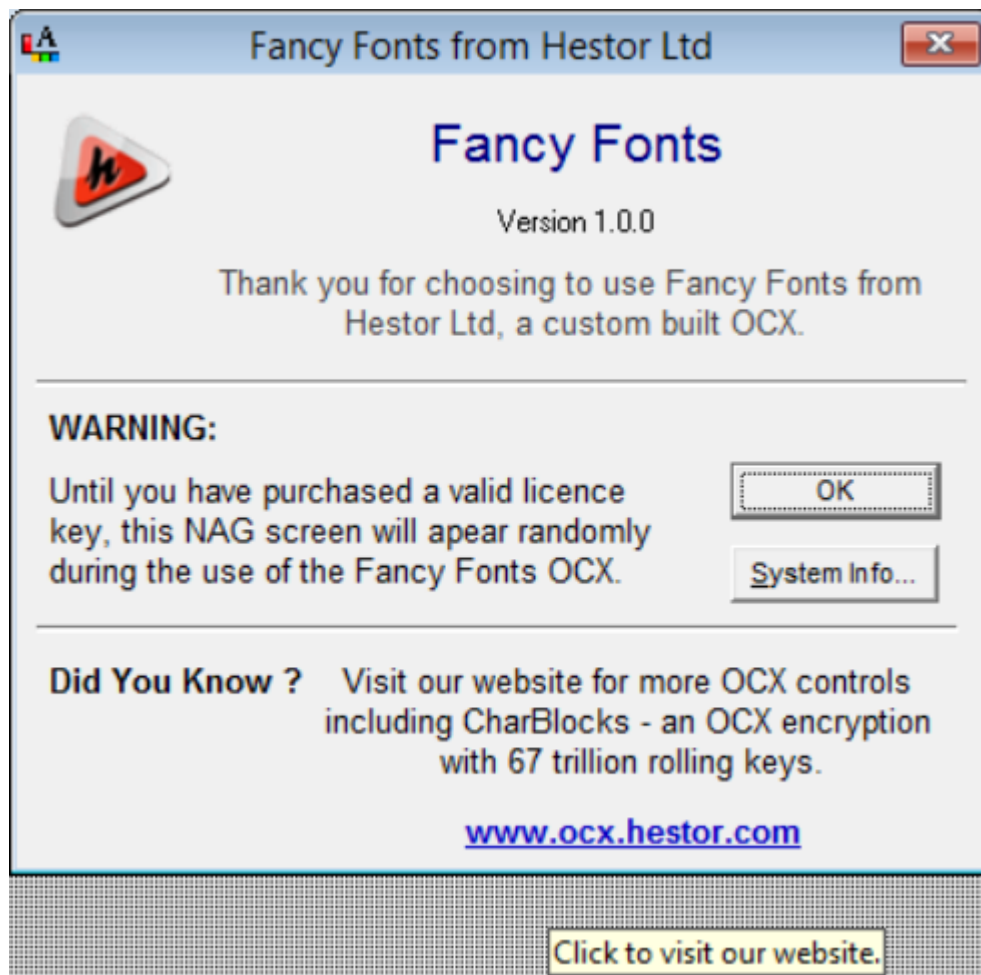 Fancy Fonts from Hestor Ltd
h
Fancy Fonts
Version 1.0.0
Thank you for choosing to use Fancy Fonts from
Hestor Ltd, a custom built OCX.
WARNING:
Until you have purchased a valid licence
key, this NAG screen will apear randomly
during the use of the Fancy Fonts OCX.
OK
System Info...
Did You Know ?
Visit our website for more OCX controls
including CharBlocks - an OCX encryption
with 67 trillion rolling keys.
www.ocx.hestor.com
Click to visit our website.